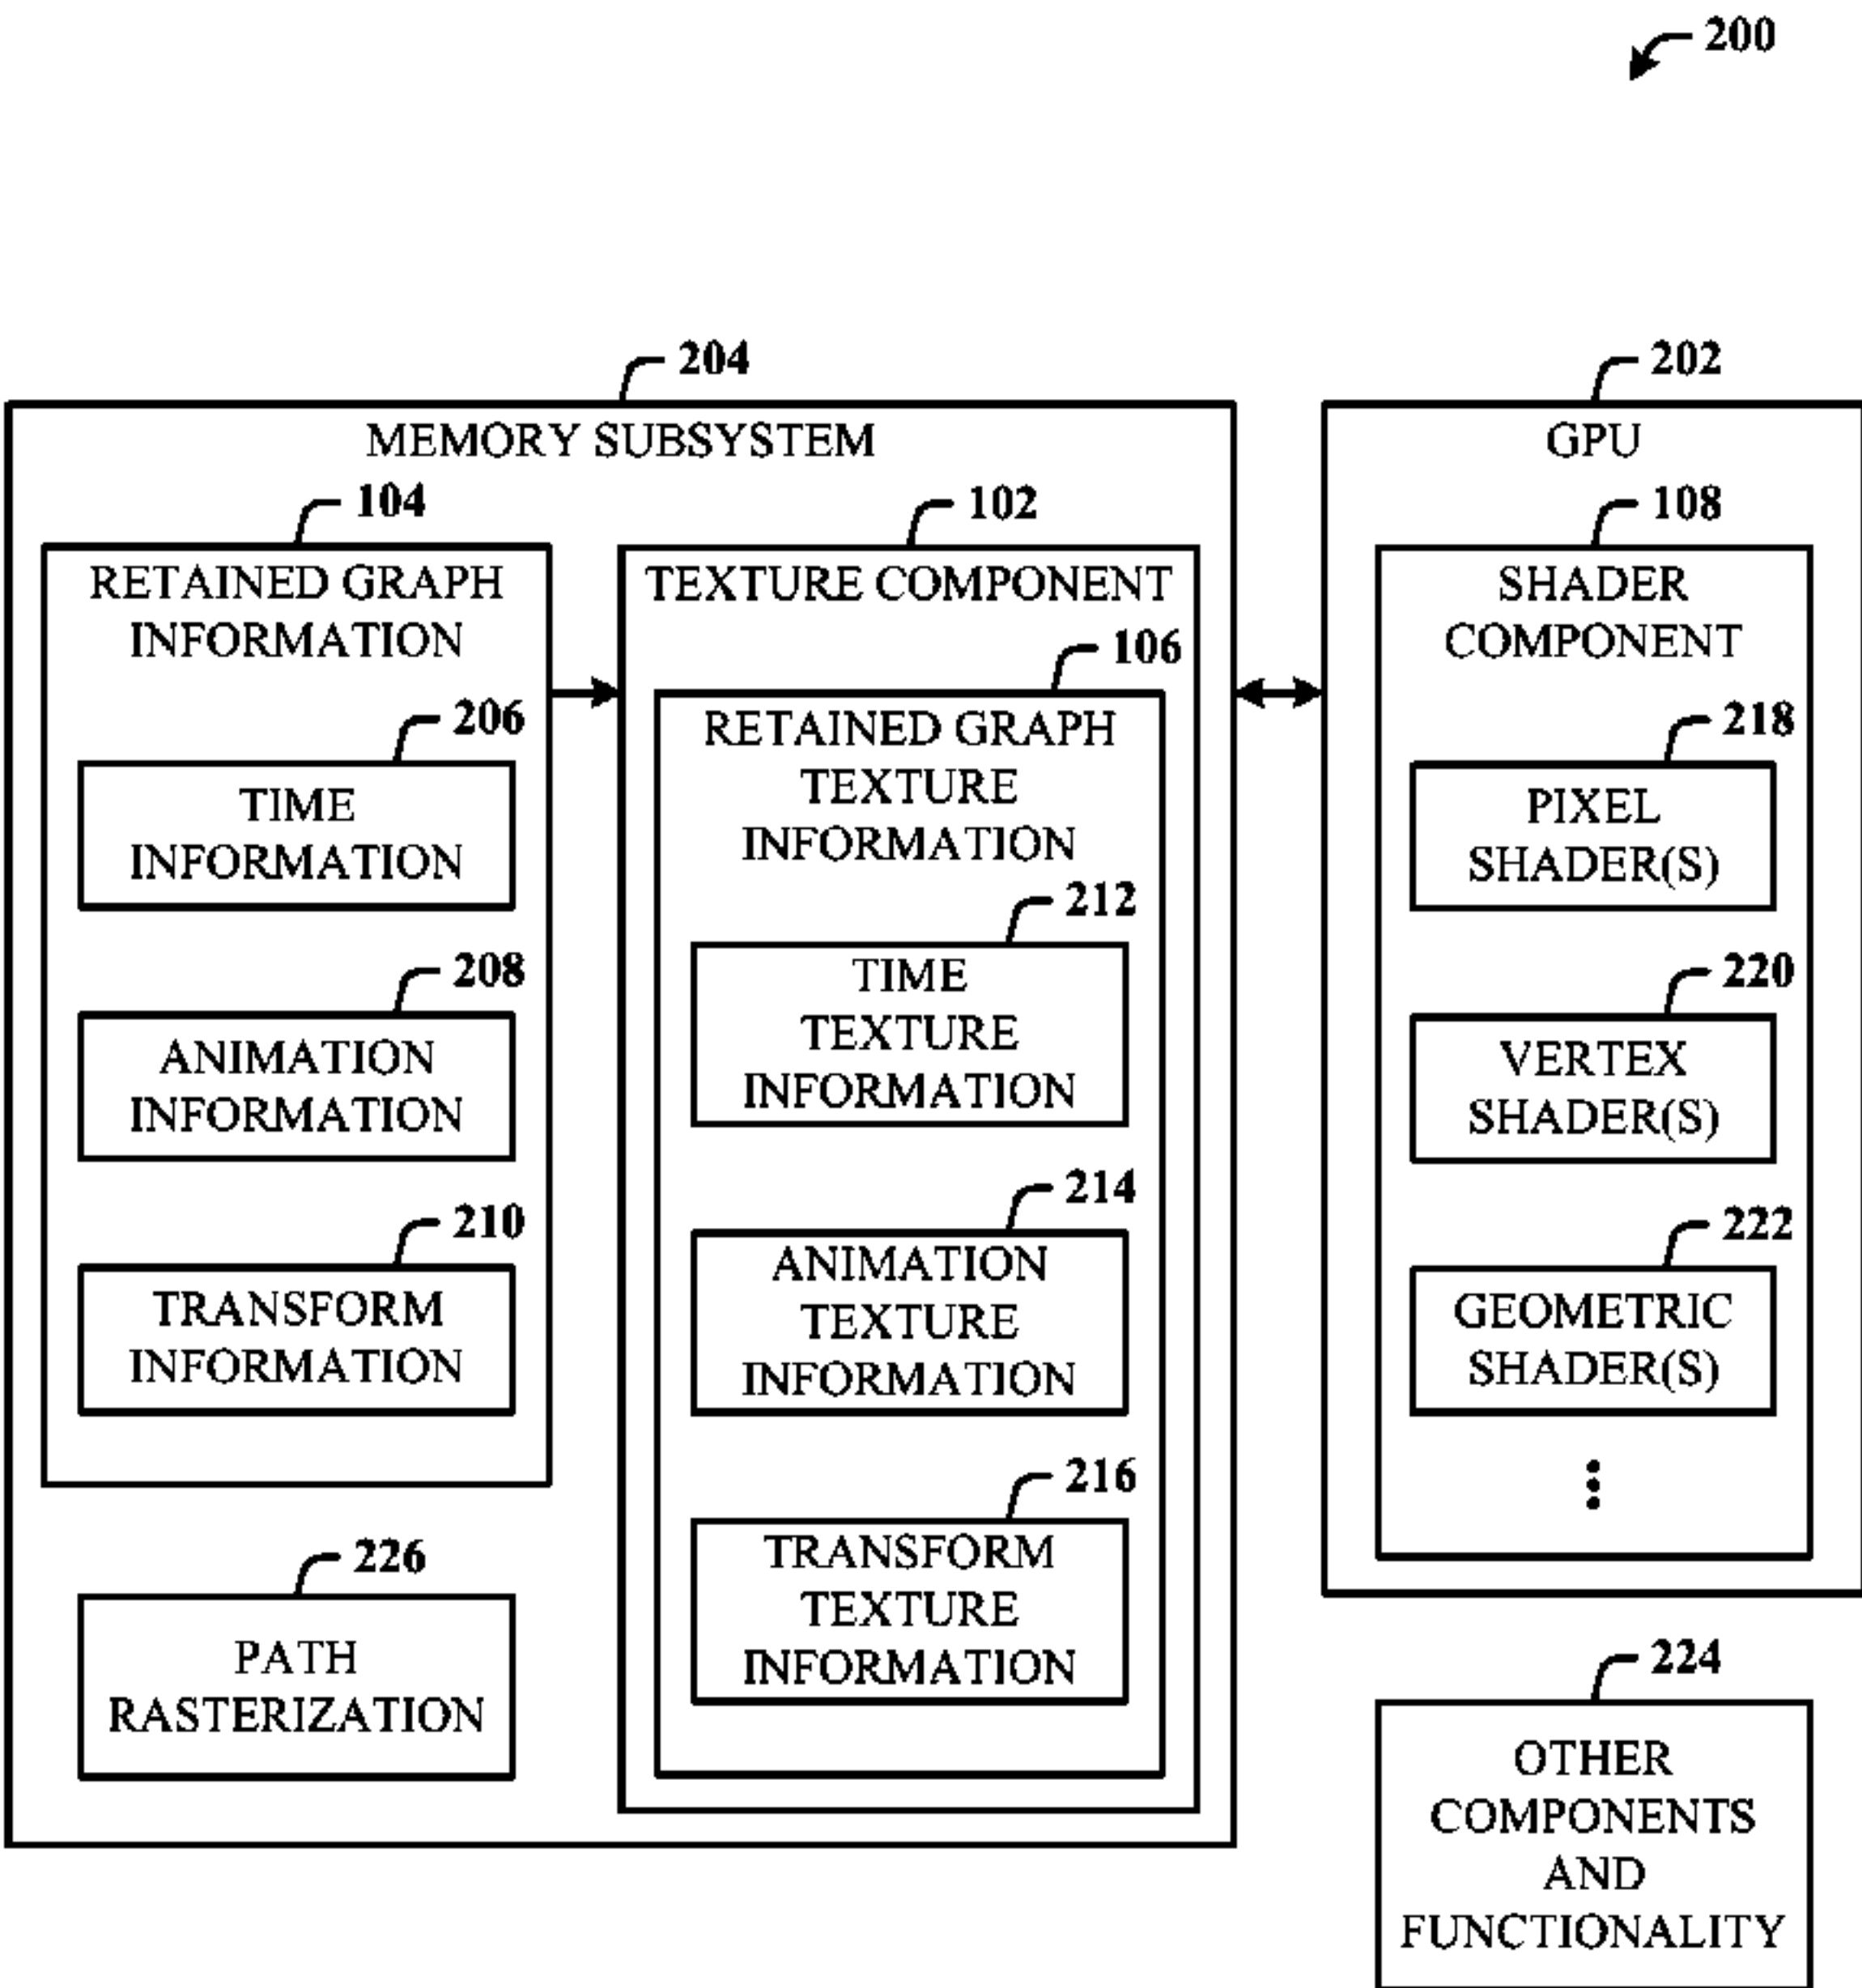 200
204
MEMORY SUBSYSTEM
104
RETAINED GRAPH
INFORMATION
206
TIME
INFORMATION
208
ANIMATION
INFORMATION
210
TRANSFORM
INFORMATION
226
PATH
RASTERIZATION
102
TEXTURE COMPONENT
106
RETAINED GRAPH
TEXTURE
INFORMATION
212
TIME
TEXTURE
INFORMATION
214
ANIMATION
TEXTURE
INFORMATION
216
TRANSFORM
TEXTURE
INFORMATION
202
GPU
108
SHADER
COMPONENT
218
PIXEL
SHADER(S)
220
VERTEX
SHADER(S)
222
GEOMETRIC
SHADER(S)
224
OTHER
COMPONENTS
AND
FUNCTIONALITY